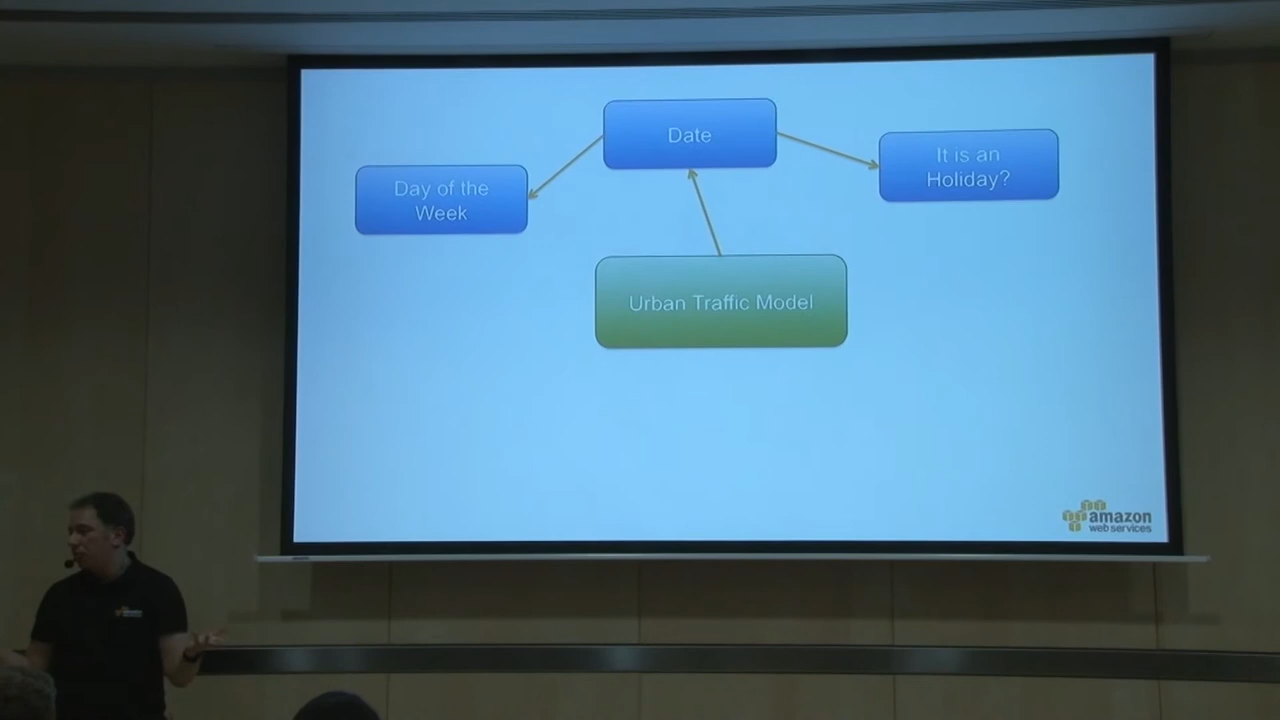 Date
It is an
Holiday?
Day of the
Week
Urban Traffic Model
amazon
web services